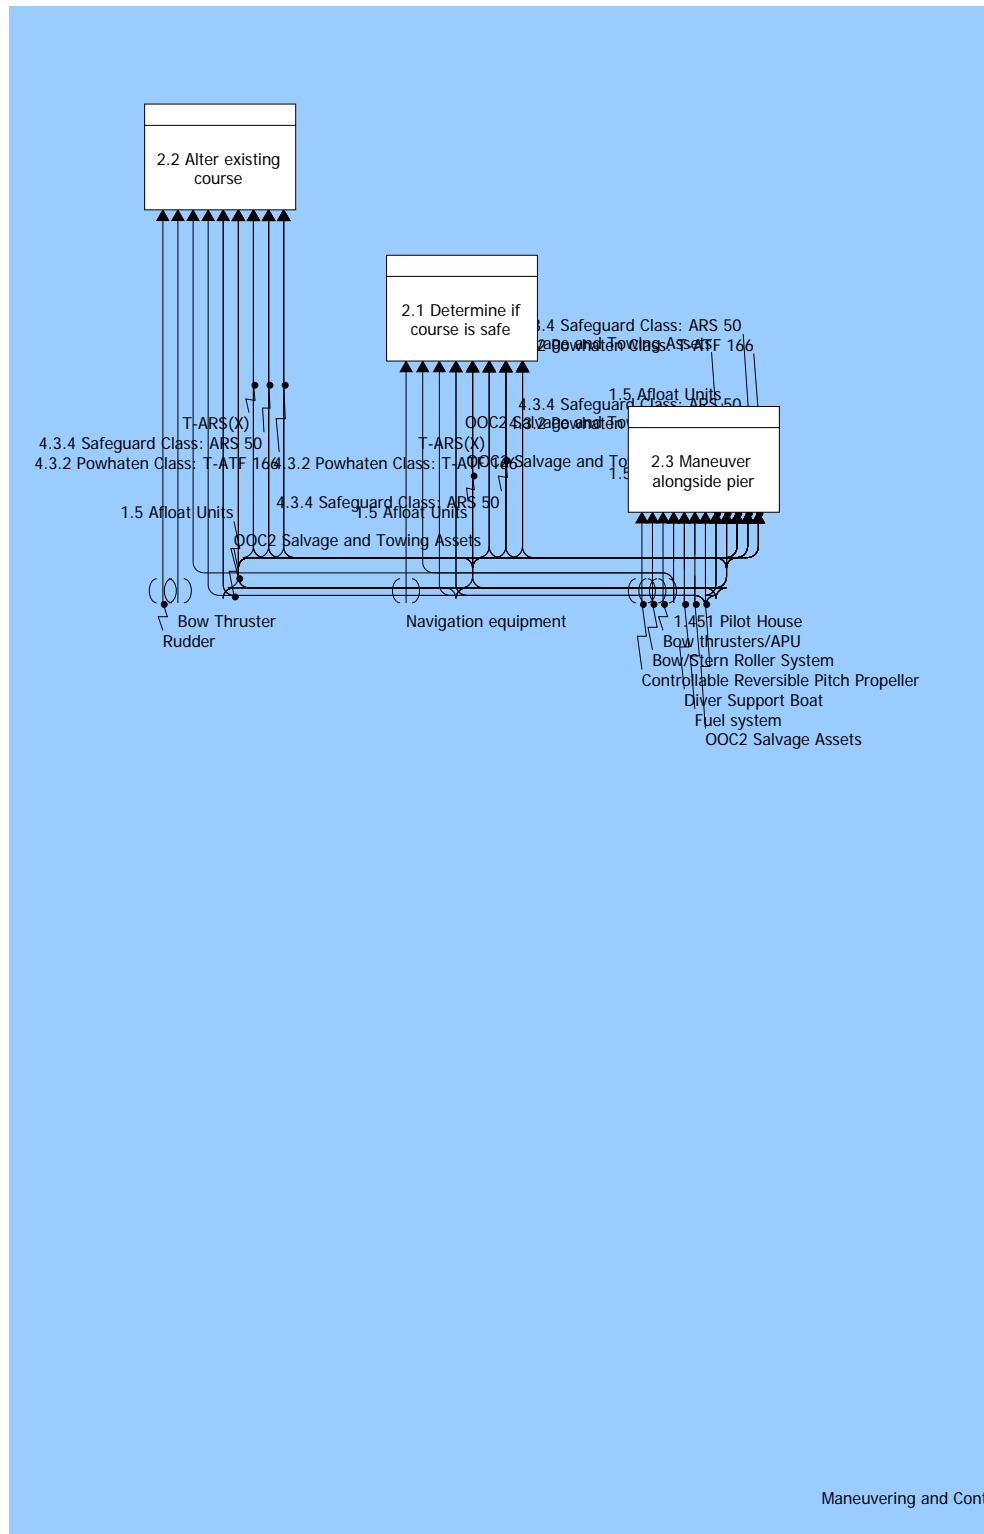 2.2 Alter existing
course
2.1 Determine if
course is safe
3.4 Safeguard Class: ARS 50
and Towing Assets
Powhaten Class: T-ATF 166
1.5 Afloat Units
4.3.4 Safeguard Class: ARS 50
OOC2 Salvage and
4.3.2 Powhaten
2.3 Maneuver
alongside pier
T-ARS(X)
4.3.4 Safeguard Class: ARS 50
4.3.2 Powhaten Class: T-ATF 166
T-ARS(X)
OOC2 Salvage and
4.3.2 Powhaten Class: T-ATF 166
4.3.4 Safeguard Class: ARS 50
1.5 Afloat Units
1.5 Afloat Units
OOC2 Salvage and Towing Assets
Bow Thruster
Rudder
Navigation equipment
1.451 Pilot House
Bow thrusters/APU
Bow/Stern Roller System
Controllable Reversible Pitch Propeller
Diver Support Boat
Fuel system
OOC2 Salvage Assets
Maneuvering and Cont